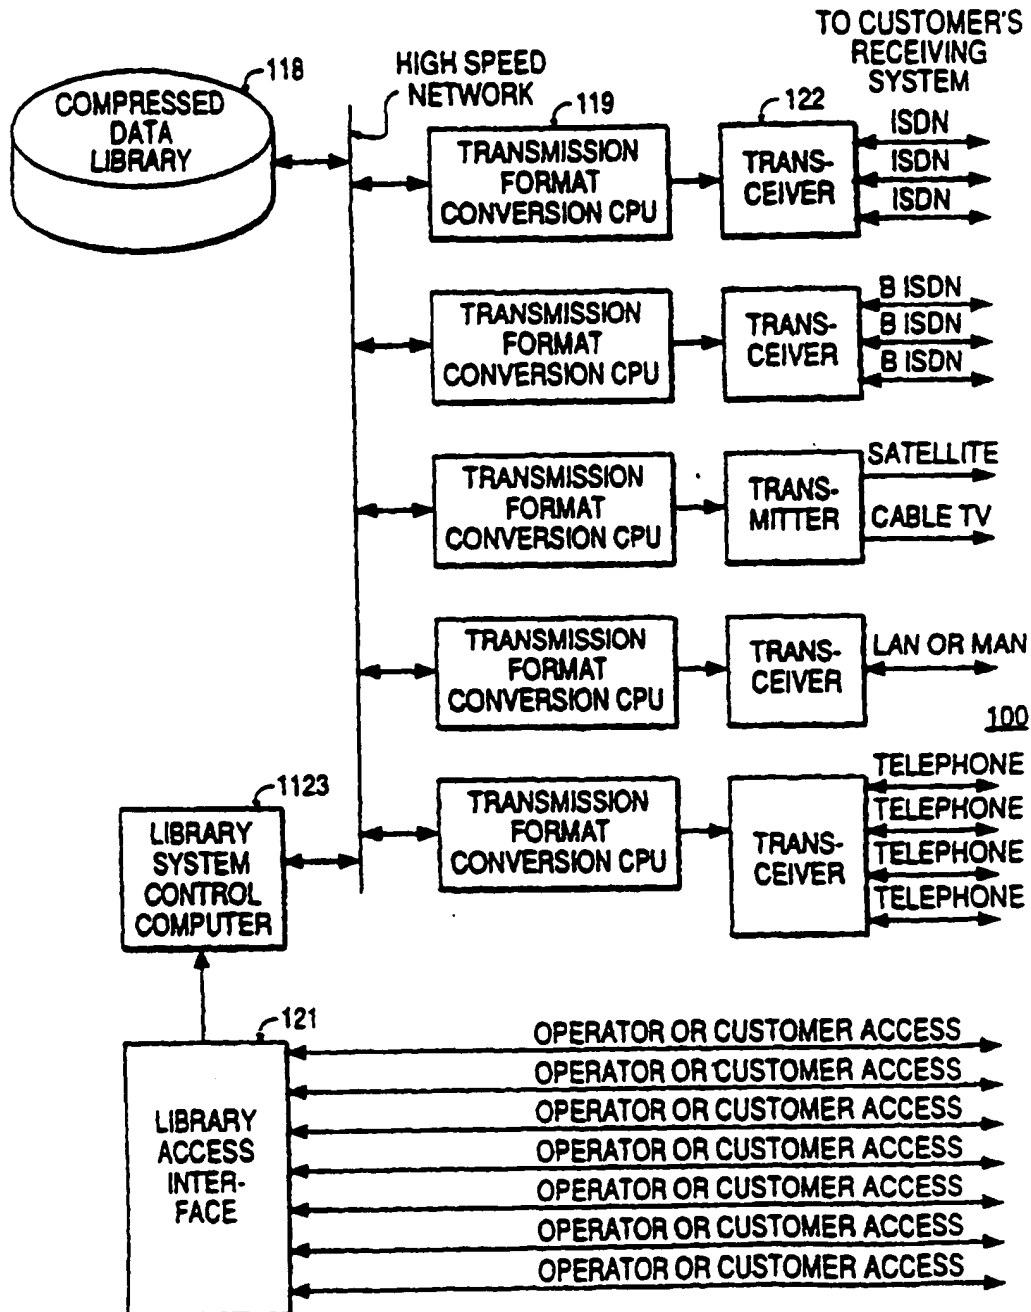 TO CUSTOMER'S
RECEIVING
SYSTEM
118
COMPRESSED
DATA
LIBRARY
HIGH SPEED
NETWORK
119
TRANSMISSION
FORMAT
CONVERSION CPU
122
TRANS-
CEIVER
ISDN
ISDN
ISDN
TRANSMISSION
FORMAT
CONVERSION CPU
TRANS-
CEIVER
B ISDN
B ISDN
B ISDN
TRANSMISSION
FORMAT
CONVERSION CPU
TRANS-
MITTER
SATELLITE
CABLE TV
TRANSMISSION
FORMAT
CONVERSION CPU
TRANS-
CEIVER
LAN OR MAN
100
1123
LIBRARY
SYSTEM
CONTROL
COMPUTER
TRANSMISSION
FORMAT
CONVERSION CPU
TRANS-
CEIVER
TELEPHONE
TELEPHONE
TELEPHONE
TELEPHONE
121
LIBRARY
ACCESS
INTER-
FACE
OPERATOR OR CUSTOMER ACCESS
OPERATOR OR CUSTOMER ACCESS
OPERATOR OR CUSTOMER ACCESS
OPERATOR OR CUSTOMER ACCESS
OPERATOR OR CUSTOMER ACCESS
OPERATOR OR CUSTOMER ACCESS
OPERATOR OR CUSTOMER ACCESS